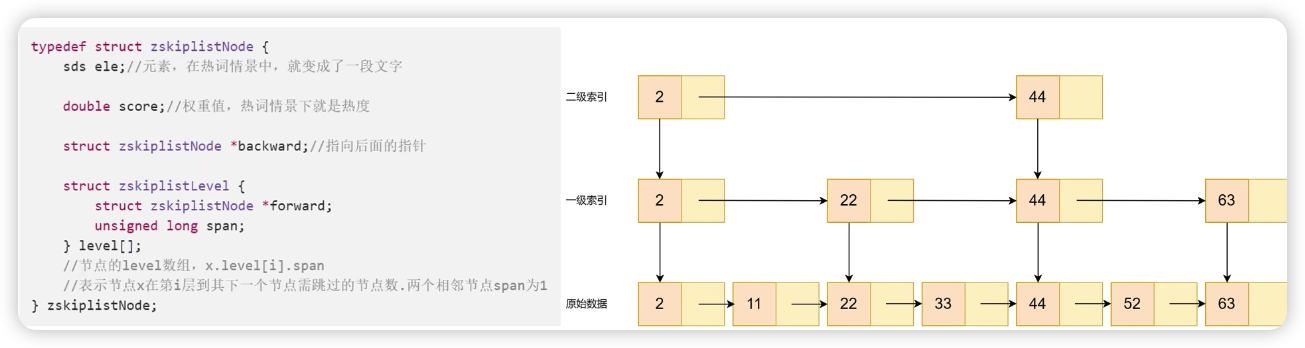 typedef struct zskiplistNode {
sds ele;//元素，在热词情景中，就变成了一段文字
double score;//权重值，热词情景下就是热度
struct zskiplistNode *backward;//指向后面的指针
struct zskiplistLevel {
struct zskiplistNode *forward;
unsigned long span;
} level[];
//节点的level数组，x.level[i].span
//表示节点x在第i层到其下一个节点需跳过的节点数.两个相邻节点span为1
} zskiplistNode;
二级索引 2 44
一级索引 2 22 44 63
原始数据 2 11 22 33 44 52 63